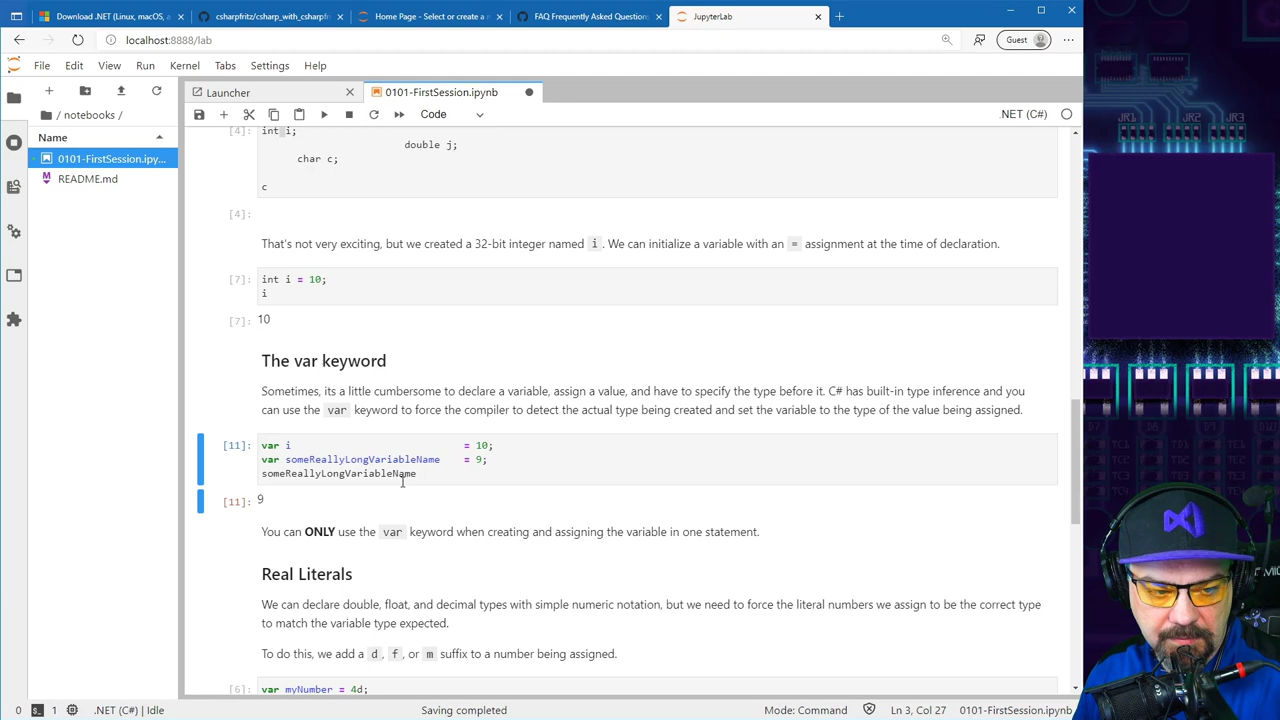 Download .NET (Linux, macOS, a
csharpfritz/csharp_with_csharpfr
Home Page - Select or create a n
FAQ Frequently Asked Questions
JupyterLab
localhost:8888/lab
Guest
File Edit View Run Kernel Tabs Settings Help
Launcher
0101-FirstSession.ipynb
/ notebooks /
Code
.NET (C#)
Name
0101-FirstSession.ipy...
README.md
[4]:
int i;
double j;
char c;
c
[4]:
That's not very exciting, but we created a 32-bit integer named i. We can initialize a variable with an = assignment at the time of declaration.
[7]:
int i = 10;
i
[7]:
10
The var keyword
Sometimes, its a little cumbersome to declare a variable, assign a value, and have to specify the type before it. C# has built-in type inference and you
can use the var keyword to force the compiler to detect the actual type being created and set the variable to the type of the value being assigned.
[11]:
var i = 10;
var someReallyLongVariableName = 9;
someReallyLongVariableName
[11]:
9
You can ONLY use the var keyword when creating and assigning the variable in one statement.
Real Literals
We can declare double, float, and decimal types with simple numeric notation, but we need to force the literal numbers we assign to be the correct type
to match the variable type expected.
To do this, we add a d, f, or m suffix to a number being assigned.
[6]:
var myNumber = 4d;
0 1 .NET (C#) | Idle
Saving completed
Mode: Command
Ln 3, Col 27
0101-FirstSession.ipynb
JR1
JR2
JR3
D7